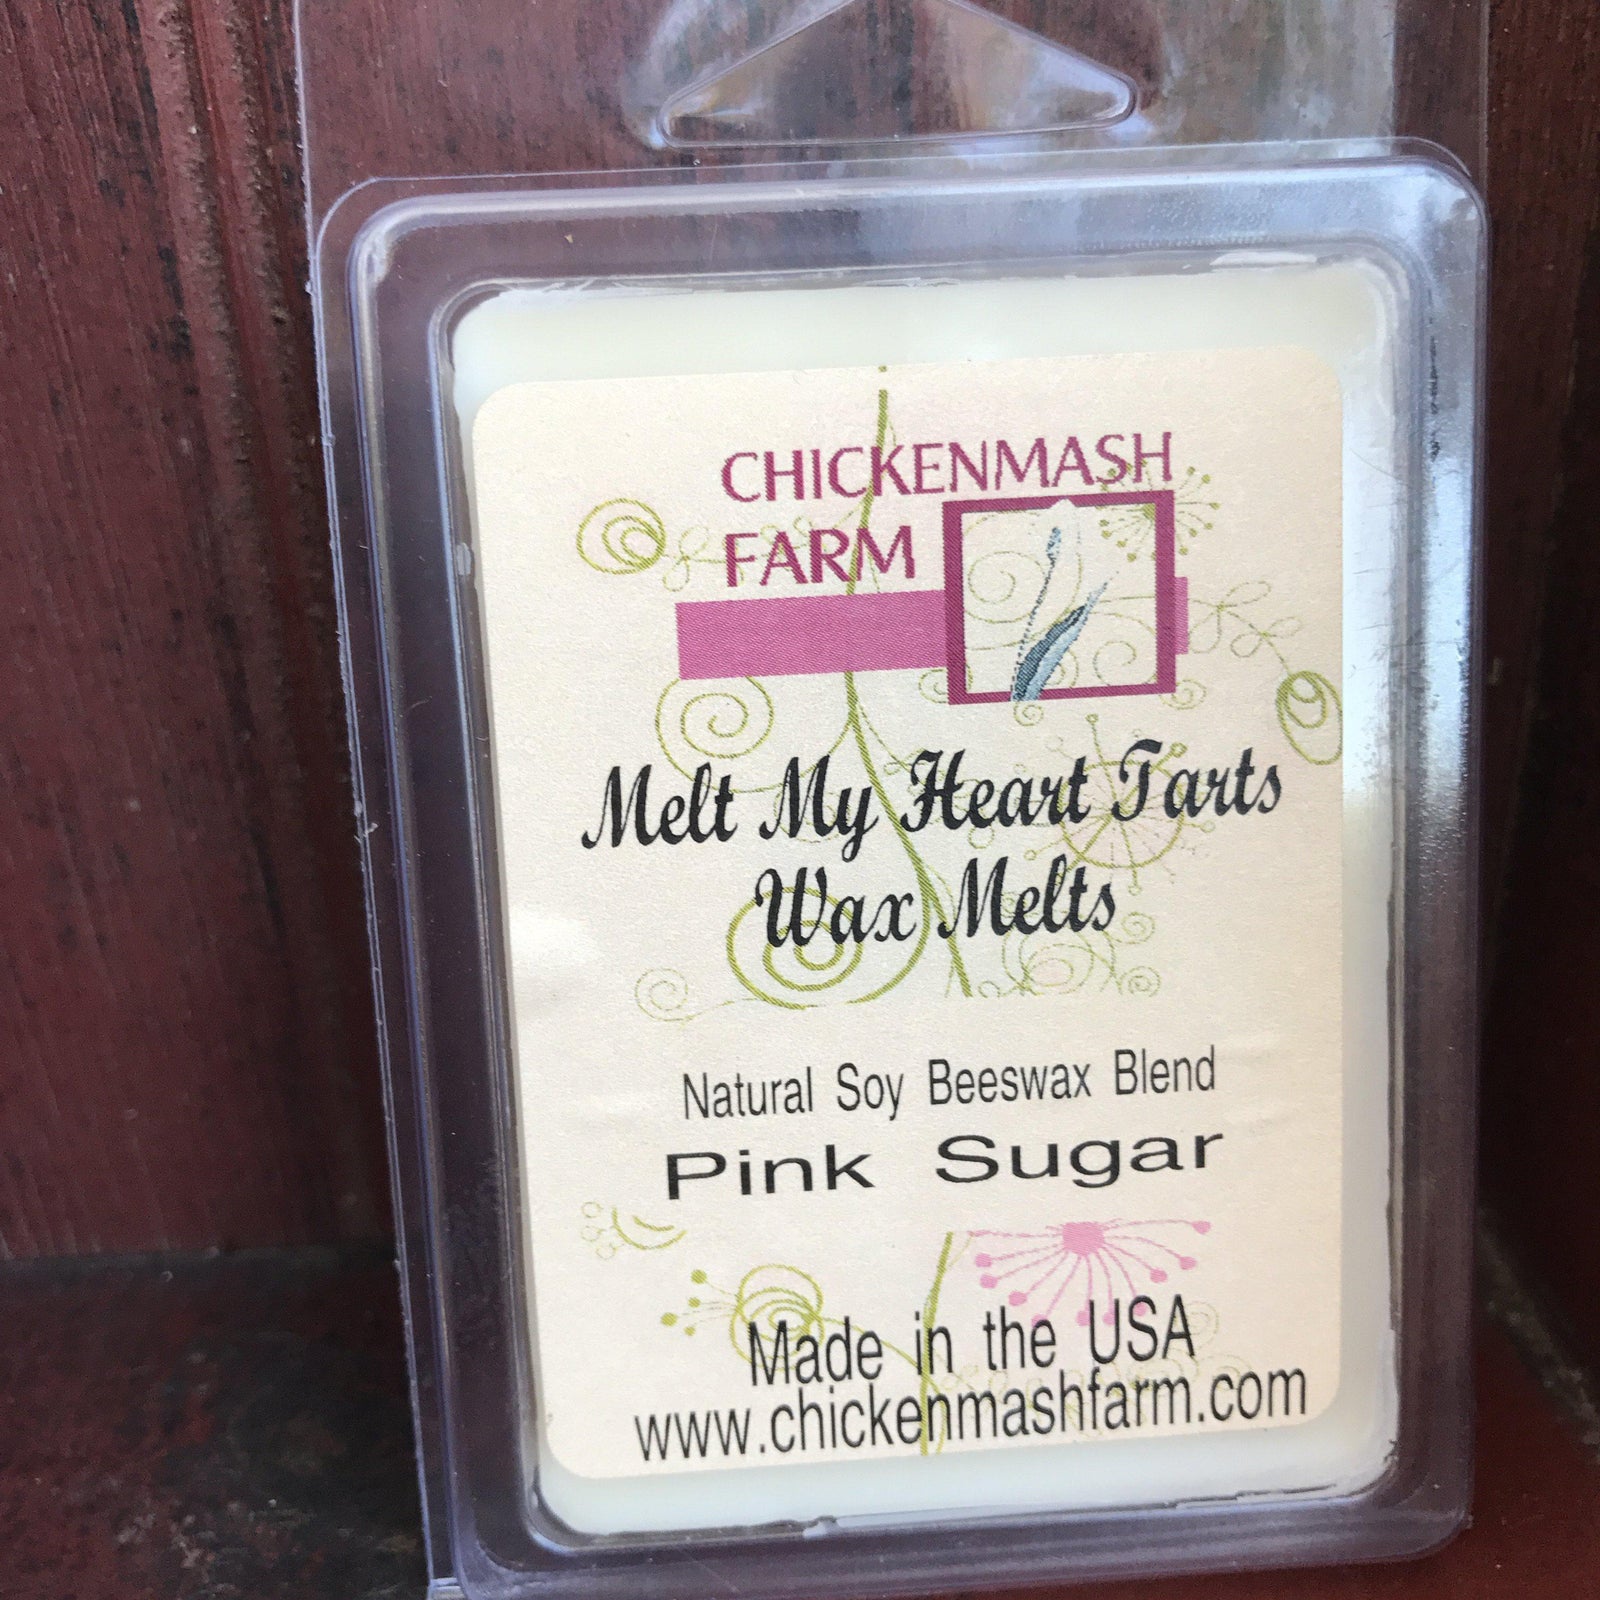 CHICKENMASH
FARM
Melt My Heart Tarts
Wax Melts
Natural Soy Beeswax Blend
Pink Sugar
Made in the USA
www.chickenmashfarm.com